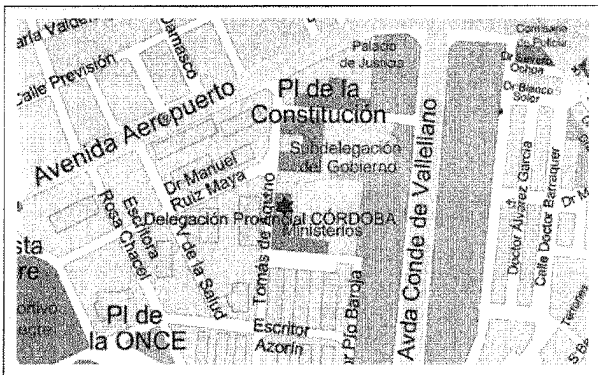 Damasco
Calle Previsión
Avenida Aeropuerto
Palacio
de Justicia
Comisaría
de Policía
Dr Barraquer
Ochoa
Dr Blanco
Soler
Pl de la
Constitución
Subdelegación
del Gobierno
Dr Manuel
Ruiz Maya
Delegación Provincial CÓRDOBA
Ministerios
Escritora
Rosa Chacel
V de la Salud
Tomás de Aquino
Pl de
la ONCE
Escritor
Azorín
Pío Baroja
Avda Conde de Vallellano
Doctor Álvarez García
Calle Doctor Barraquer
Terrones